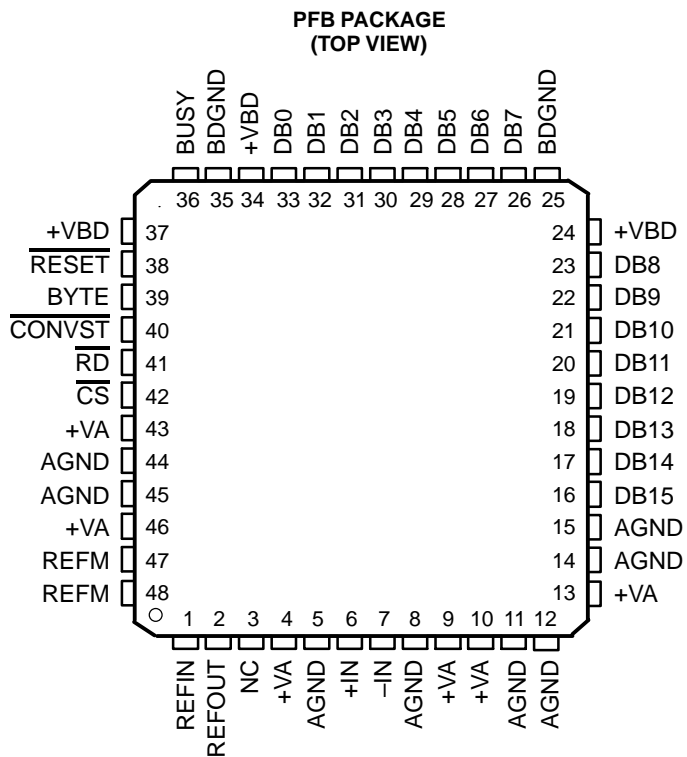 PFB PACKAGE
(TOP VIEW)
BUSY
BDGND
+VBD
DB0
DB1
DB2
DB3
DB4
DB5
DB6
DB7
BDGND
36 35 34 33 32 31 30 29 28 27 26 25
+VBD 37 24 +VBD
RESET 38 23 DB8
BYTE 39 22 DB9
CONVST 40 21 DB10
RD 41 20 DB11
CS 42 19 DB12
+VA 43 18 DB13
AGND 44 17 DB14
AGND 45 16 DB15
+VA 46 15 AGND
REFM 47 14 AGND
REFM 48 13 +VA
1 2 3 4 5 6 7 8 9 10 11 12
REFIN
REFOUT
NC
+VA
AGND
+IN
–IN
AGND
+VA
+VA
AGND
AGND